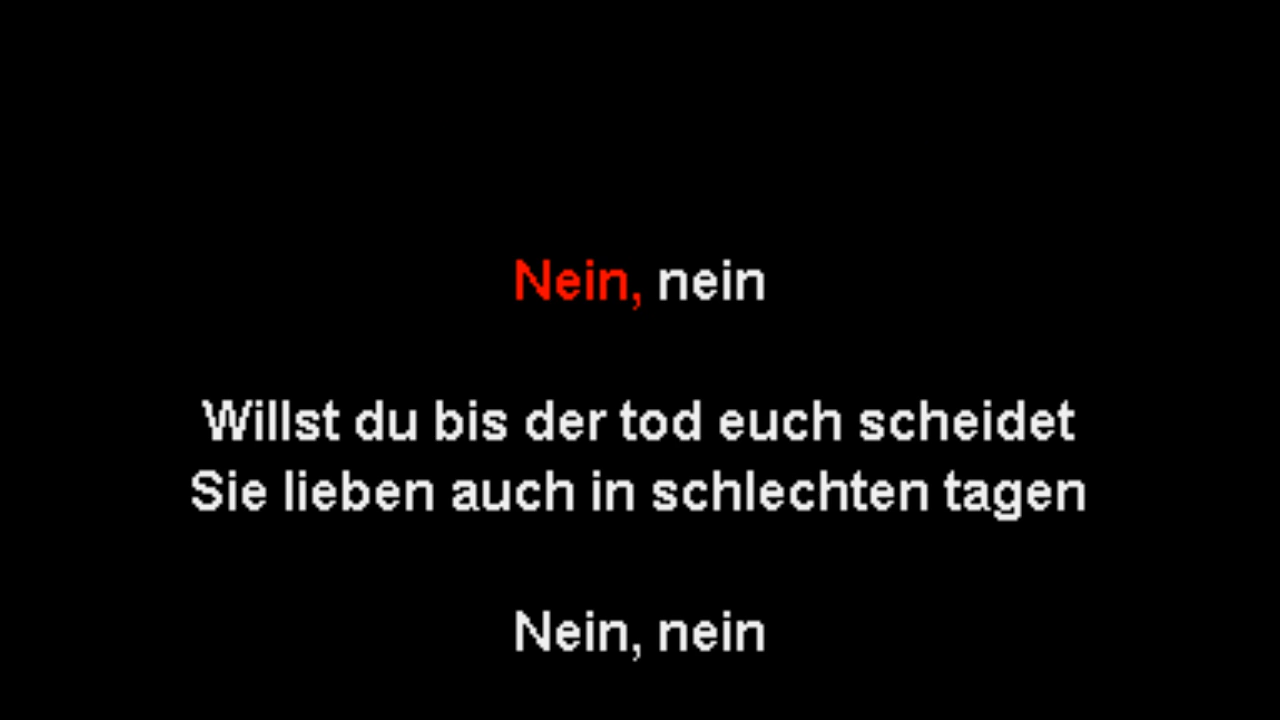 Nein, nein
Willst du bis der tod euch scheidet
Sie lieben auch in schlechten tagen
Nein, nein